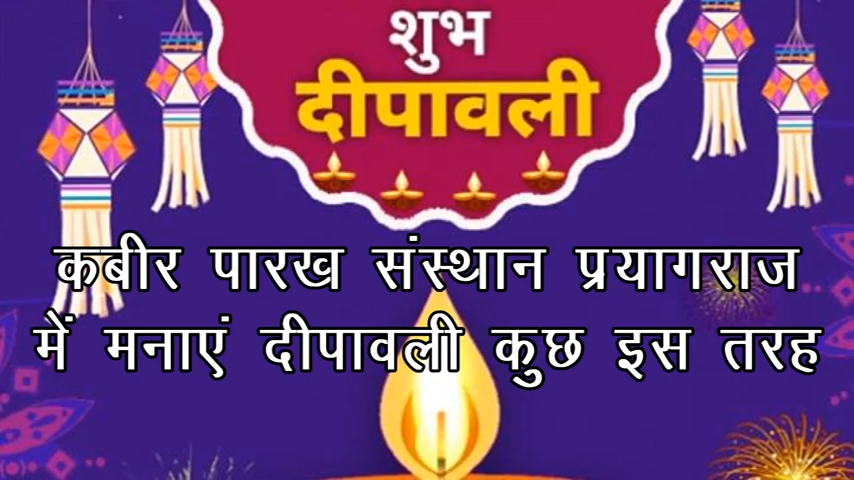 शुभ
दीपावली
कबीर पारख संस्थान प्रयागराज
में मनाएं दीपावली कुछ इस तरह